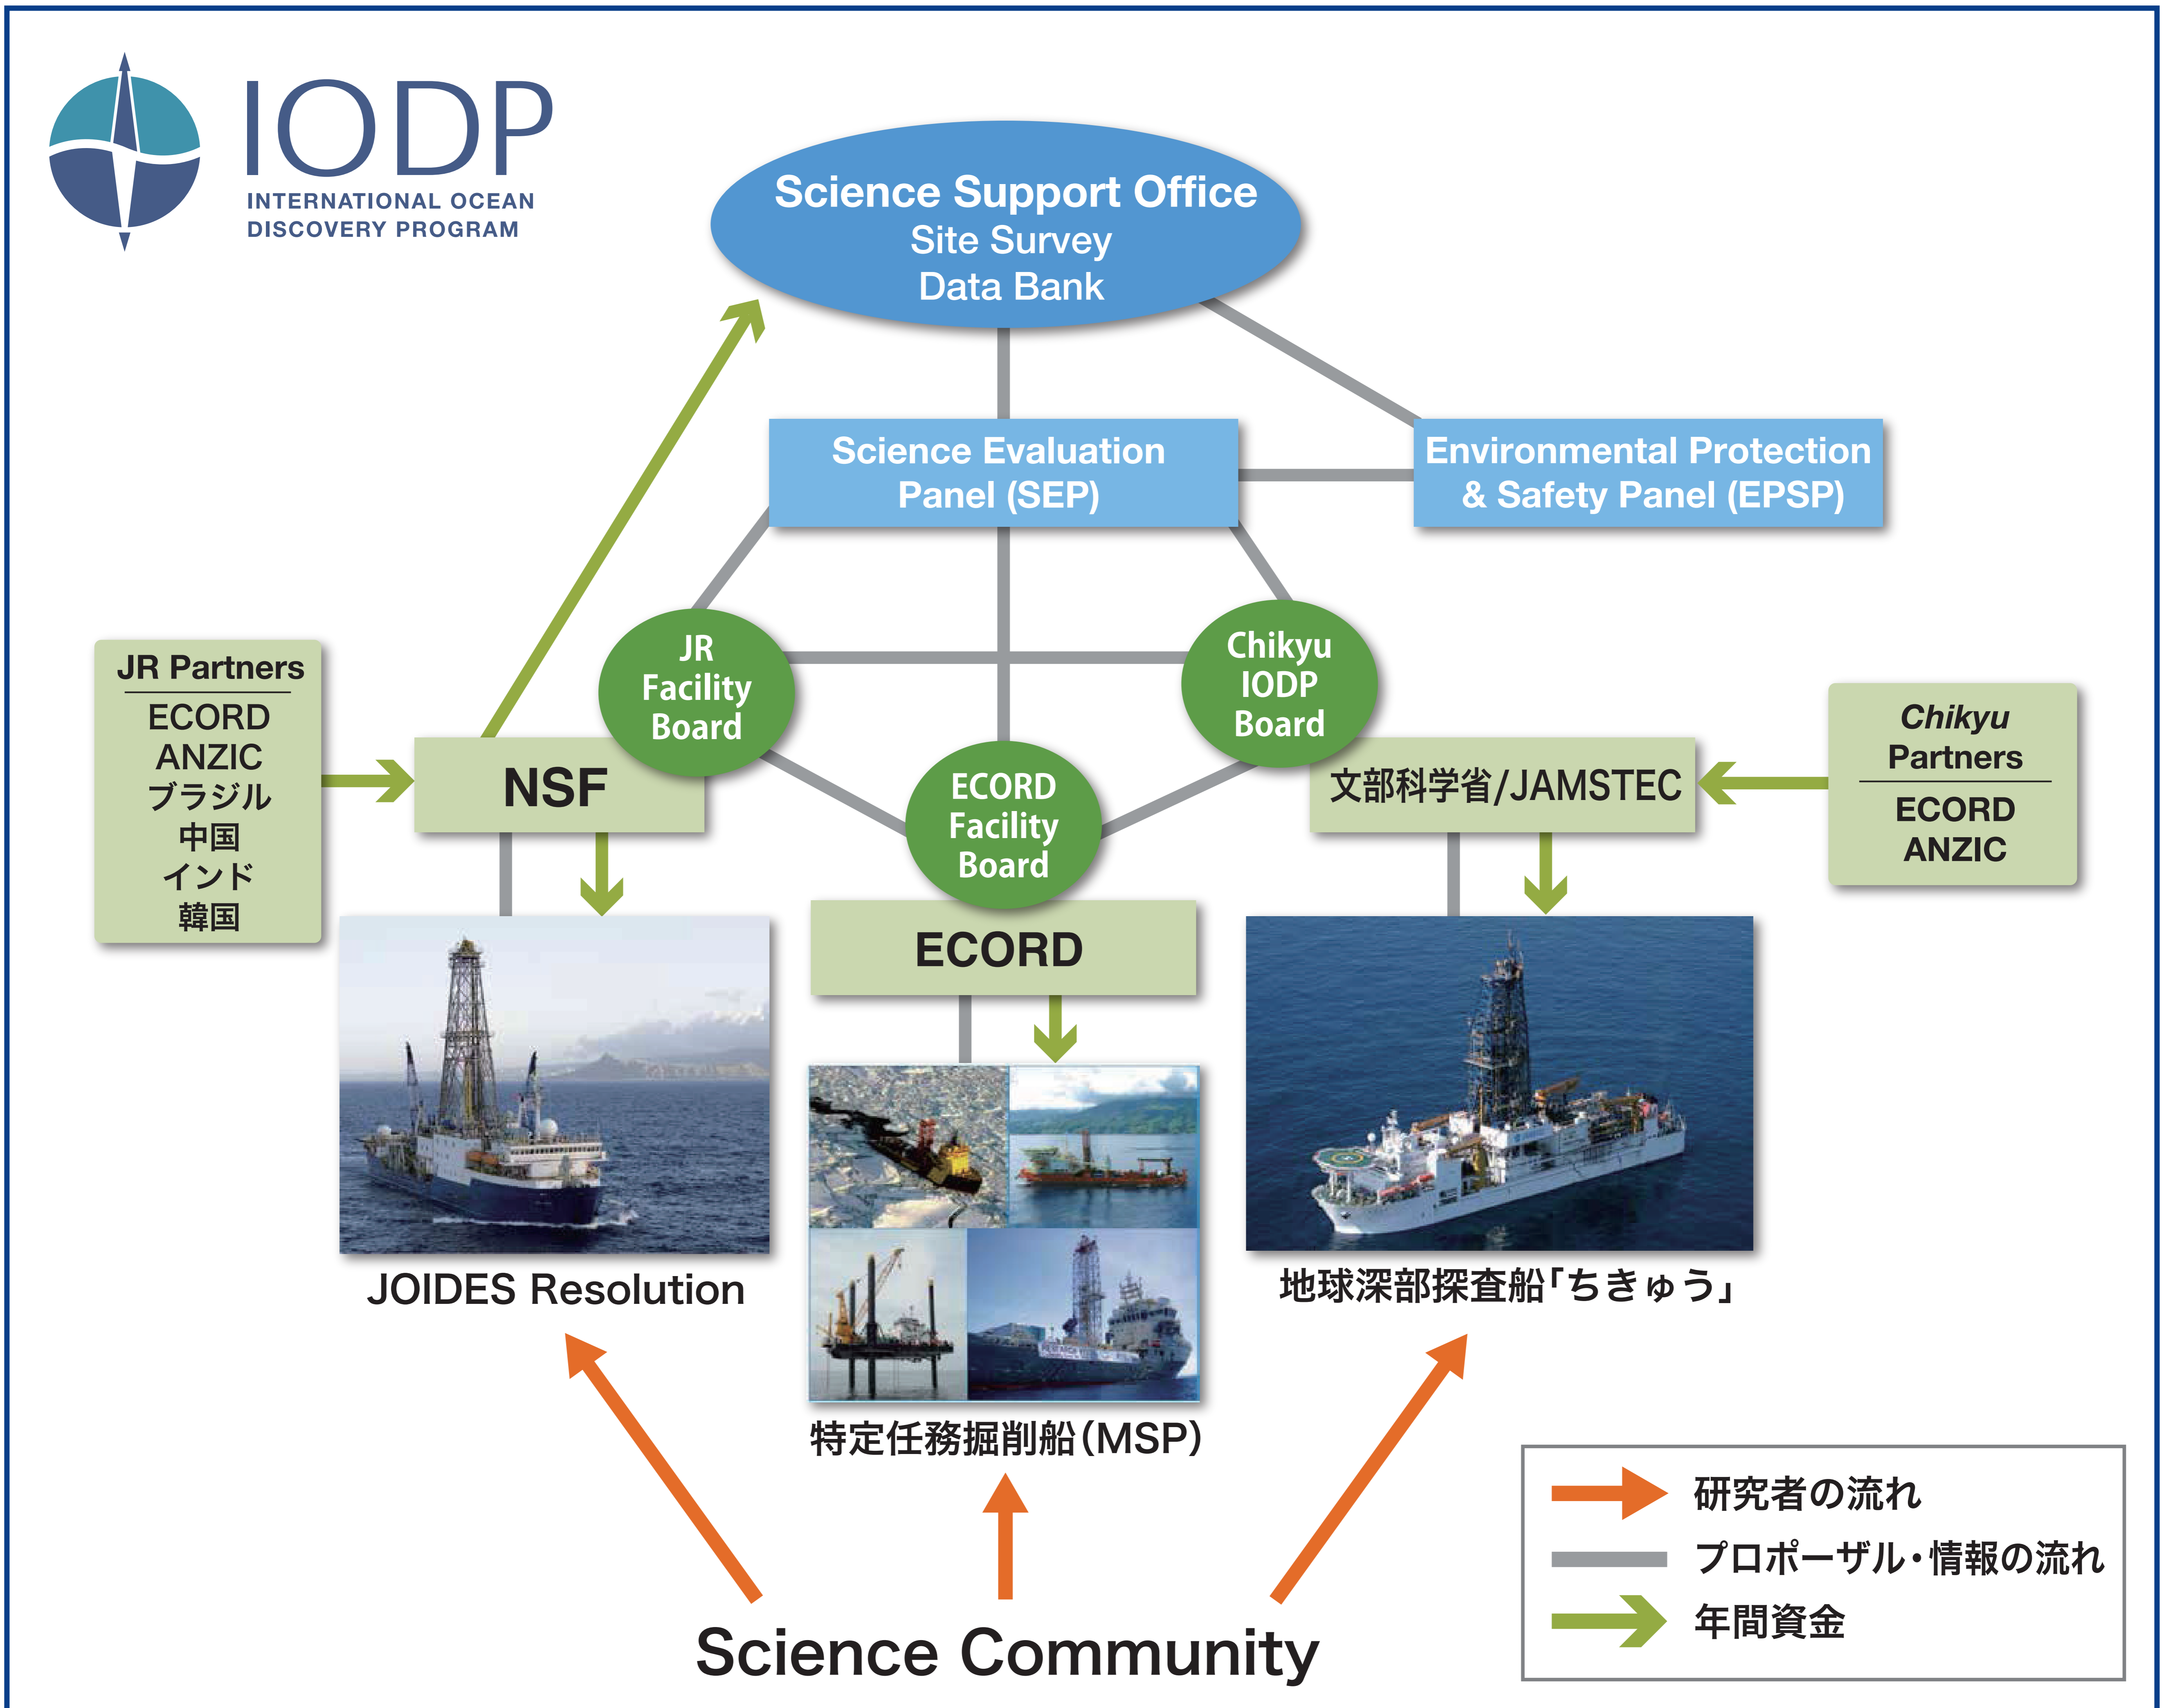 IODP
INTERNATIONAL OCEAN
DISCOVERY PROGRAM
Science Support Office
Site Survey
Data Bank
Science Evaluation
Panel (SEP)
Environmental Protection
& Safety Panel (EPSP)
JR
Facility
Board
Chikyu
IODP
Board
ECORD
Facility
Board
JR Partners
ECORD
ANZIC
ブラジル
中国
インド
韓国
NSF
文部科学省/JAMSTEC
Chikyu
Partners
ECORD
ANZIC
ECORD
JOIDES Resolution
特定任務掘削船(MSP)
地球深部探査船「ちきゅう」
Science Community
研究者の流れ
プロポーザル・情報の流れ
年間資金